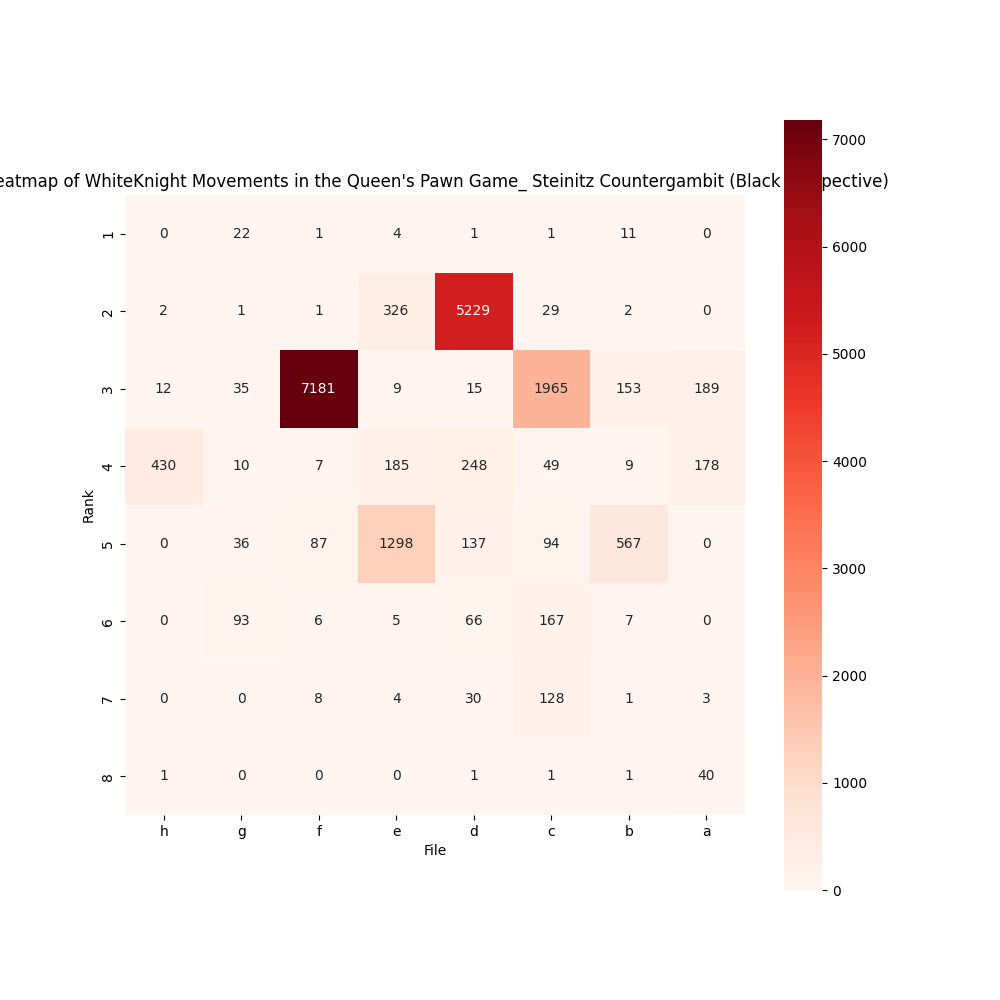 eatmap of WhiteKnight Movements in the Queen's Pawn Game_ Steinitz Countergambit (Black pective)
7000
6000
5000
4000
3000
2000
1000
0
Rank
1 0 22 1 4 1 1 11 0
2 2 1 1 326 5229 29 2 0
3 12 35 7181 9 15 1965 153 189
4 430 10 7 185 248 49 9 178
5 0 36 87 1298 137 94 567 0
6 0 93 6 5 66 167 7 0
7 0 0 8 4 30 128 1 3
8 1 0 0 0 1 1 1 40
h g f e d c b a
File